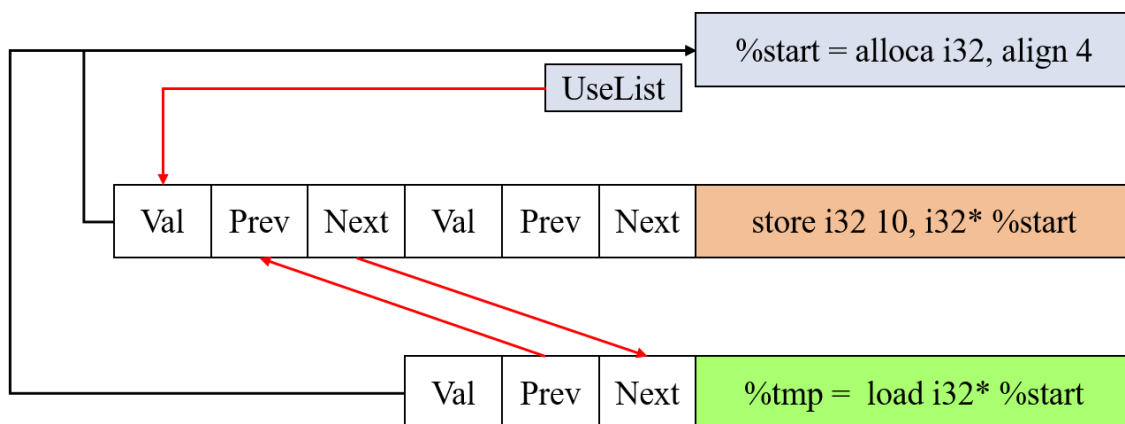 %start = alloca i32, align 4
UseList
Val Prev Next Val Prev Next store i32 10, i32* %start
Val Prev Next %tmp = load i32* %start